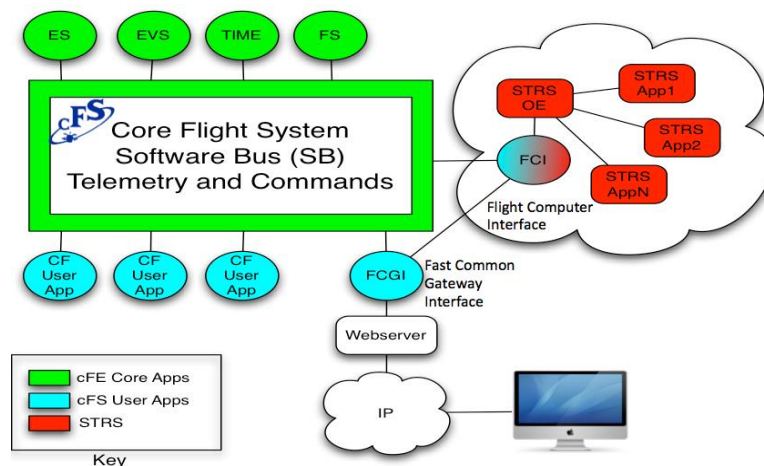 ES
EVS
TIME
FS
cFS
Core Flight System
Software Bus (SB)
Telemetry and Commands
STRS
OE
STRS
App1
STRS
App2
STRS
AppN
FCI
Flight Computer
Interface
CF
User
App
CF
User
App
CF
User
App
FCGI
Fast Common
Gateway
Interface
Webserver
IP
cFE Core Apps
cFS User Apps
STRS
Key